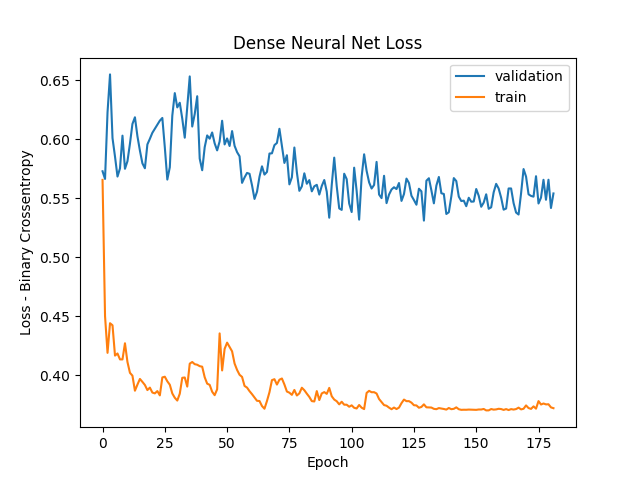 Dense Neural Net Loss
validation
train
Loss - Binary Crossentropy
0.65
0.60
0.55
0.50
0.45
0.40
0 25 50 75 100 125 150 175
Epoch